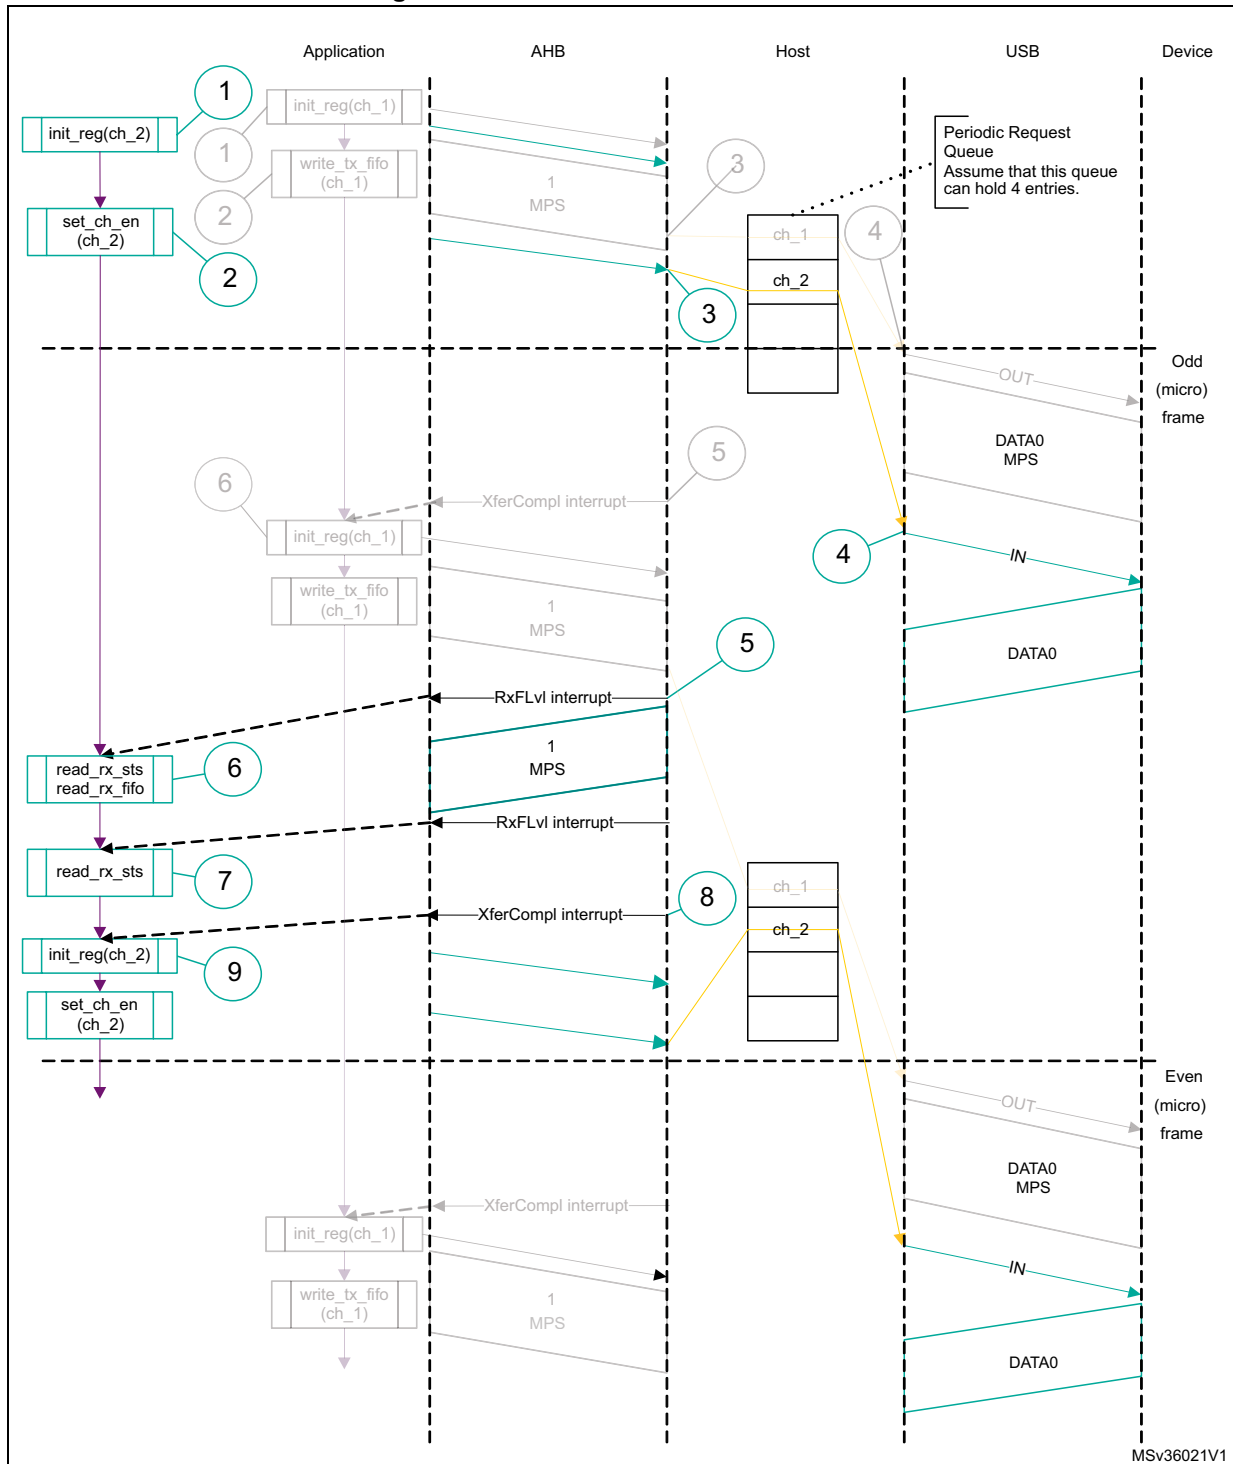 Application
AHB
Host
USB
Device
1
init_reg(ch_2)
init_reg(ch_1)
1
write_tx_fifo
(ch_1)
2
set_ch_en
(ch_2)
2
1
MPS
3
3
Periodic Request
Queue
Assume that this queue
can hold 4 entries.
ch_1
ch_2
4
Odd
(micro)
frame
OUT
DATA0
MPS
5
6
XferCompl interrupt
init_reg(ch_1)
write_tx_fifo
(ch_1)
1
MPS
4
IN
DATA0
5
RxFLvl interrupt
read_rx_sts
read_rx_fifo
6
1
MPS
RxFLvl interrupt
read_rx_sts
7
8
XferCompl interrupt
ch_1
ch_2
init_reg(ch_2)
9
set_ch_en
(ch_2)
Even
(micro)
frame
OUT
DATA0
MPS
XferCompl interrupt
init_reg(ch_1)
write_tx_fifo
(ch_1)
1
MPS
IN
DATA0
MSv36021V1